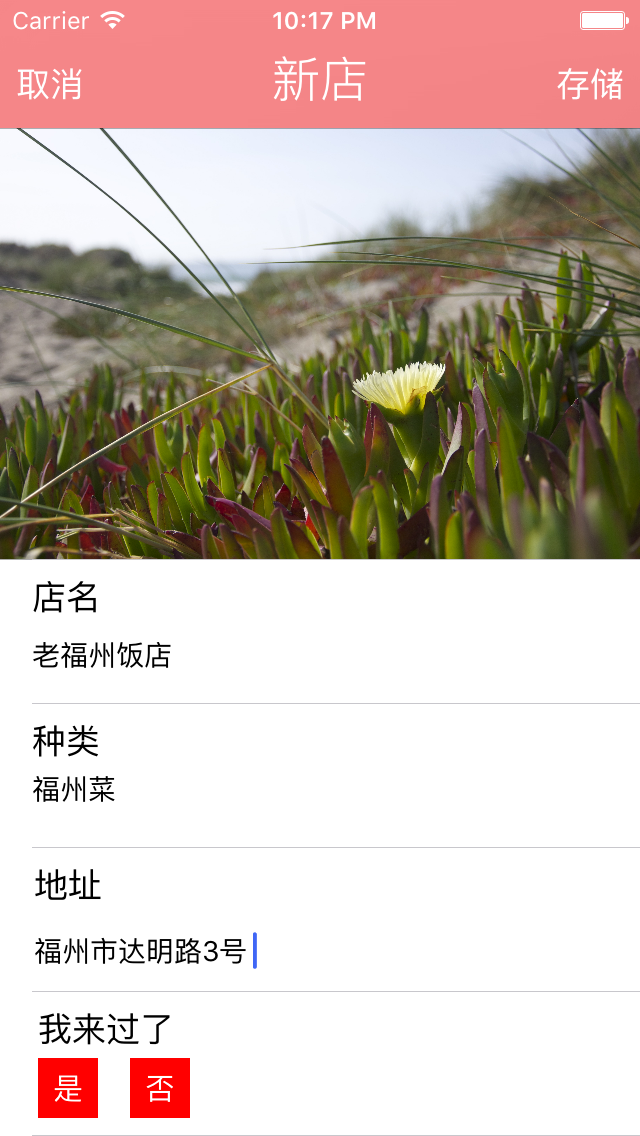 Carrier 10:17 PM
取消 新店 存储
店名
老福州饭店
种类
福州菜
地址
福州市达明路3号
我来过了
是 否